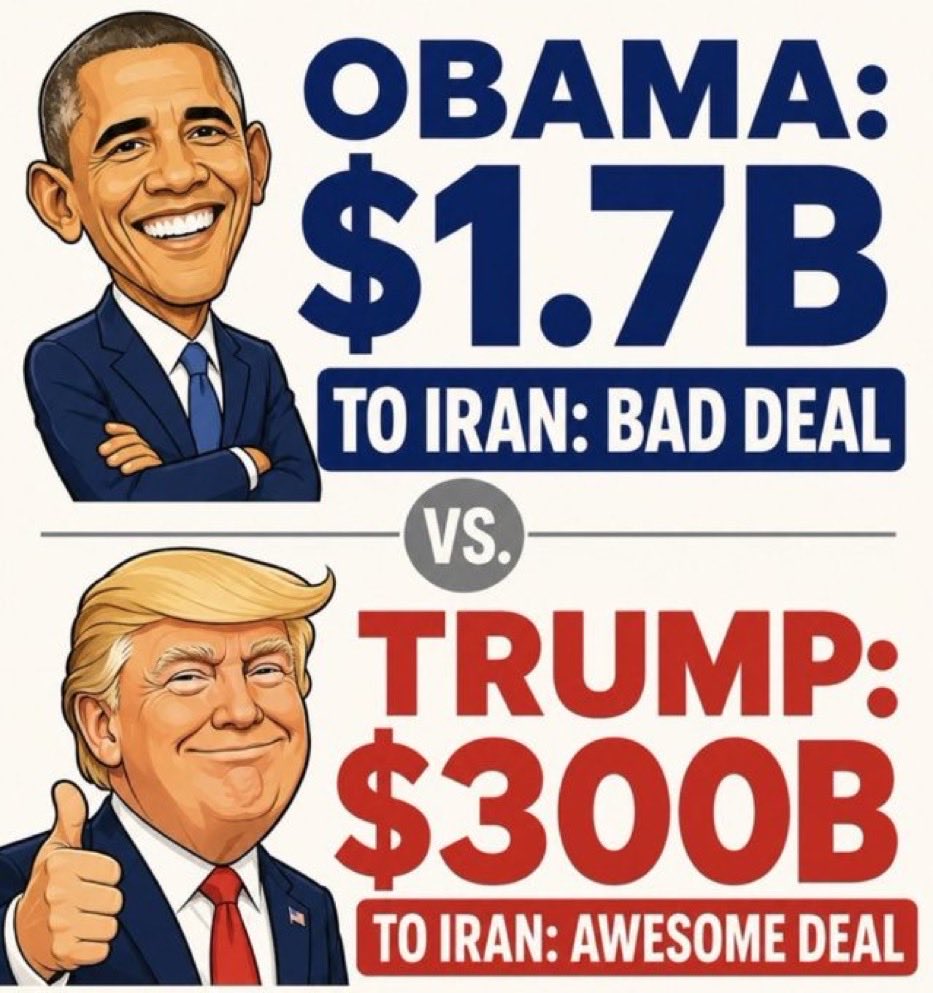 OBAMA:
$1.7B
TO IRAN: BAD DEAL
VS.
TRUMP:
$300B
TO IRAN: AWESOME DEAL